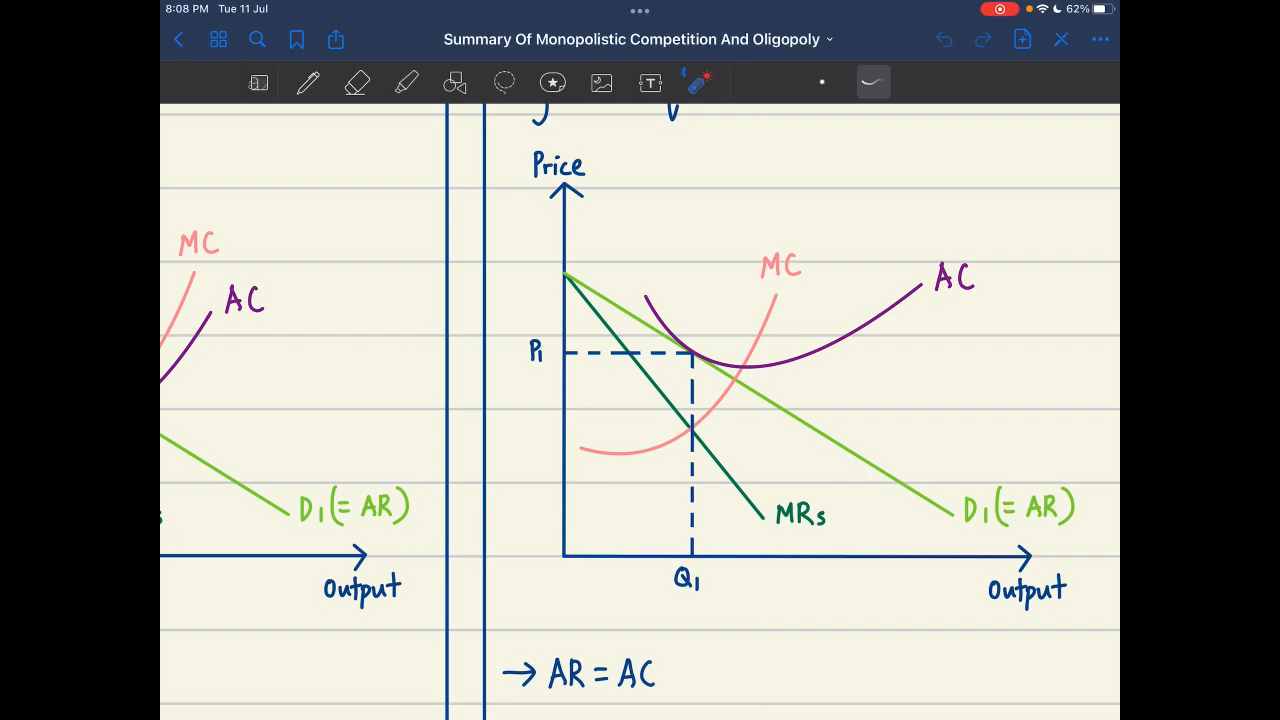 8:08 PM Tue 11 Jul
62%
Summary Of Monopolistic Competition And Oligopoly
T
Price
MC
MC
AC
AC
P1
D1 (= AR)
MRs
D1 (= AR)
Q1
Output
Output
→ AR = AC